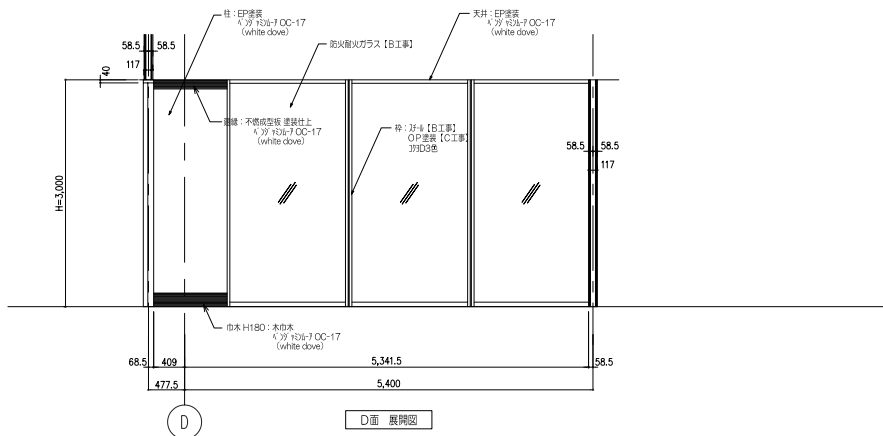 柱：EP塗装
ﾍﾞﾝｼﾞｬﾐﾝﾑｰｱ OC-17
(white dove)
防火耐火ガラス【B工事】
天井：EP塗装
ﾍﾞﾝｼﾞｬﾐﾝﾑｰｱ OC-17
(white dove)
58.5
58.5
117
40
廻縁：不燃成型板 塗装仕上
ﾍﾞﾝｼﾞｬﾐﾝﾑｰｱ OC-17
(white dove)
枠：ｽﾁｰﾙ【B工事】
OP塗装【C工事】
58.5
58.5
117
H=3,000
巾木 H180：木巾木
ﾍﾞﾝｼﾞｬﾐﾝﾑｰｱ OC-17
(white dove)
68.5
409
5,341.5
58.5
477.5
5,400
D
D面 展開図